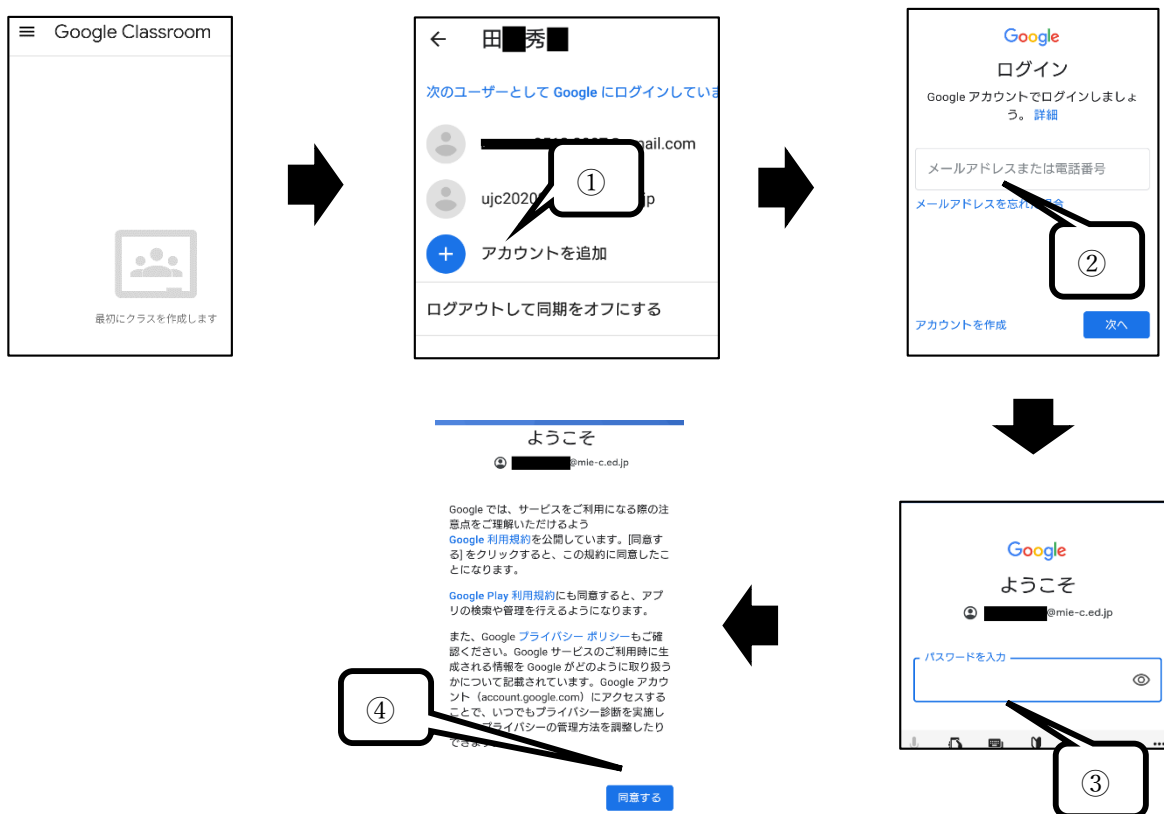 Google Classroom
最初にクラスを作成します
田 秀
次のユーザーとして Google にログインしていま
ail.com
ujc2020 jp
①
アカウントを追加
ログアウトして同期をオフにする
Google
ログイン
Google アカウントでログインしましょ
う。 詳細
メールアドレスまたは電話番号
メールアドレスを忘れた場合
②
アカウントを作成
次へ
Google
ようこそ
@mie-c.ed.jp
パスワードを入力
③
ようこそ
@mie-c.ed.jp
Google では、サービスをご利用になる際の注
意点をご理解いただけるよう
Google 利用規約を公開しています。[同意す
る] をクリックすると、この規約に同意したこ
とになります。
Google Play 利用規約にも同意すると、アプ
リの検索や管理を行えるようになります。
また、Google プライバシー ポリシーもご確
認ください。Google サービスのご利用時に生
成される情報を Google がどのように取り扱う
かについて記載されています。Google アカウ
ント（account.google.com）にアクセスする
ことで、いつでもプライバシー診断を実施し
プライバシーの管理方法を調整したり
できま
④
同意する